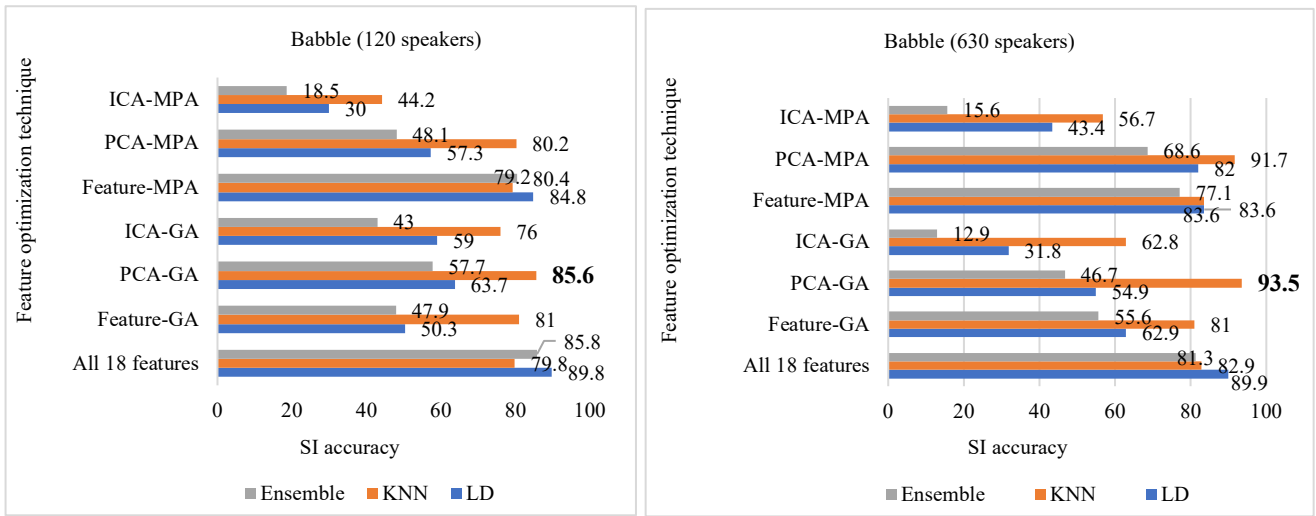 Babble (120 speakers)
Feature optimization technique
ICA-MPA
18.5
44.2
30
PCA-MPA
48.1
80.2
57.3
Feature-MPA
80.4
79.2
84.8
ICA-GA
43
76
59
PCA-GA
57.7
85.6
63.7
Feature-GA
47.9
81
50.3
All 18 features
85.8
79.8
89.8
0 20 40 60 80 100
SI accuracy
Ensemble KNN LD
Babble (630 speakers)
Feature optimization technique
ICA-MPA
15.6
56.7
43.4
PCA-MPA
68.6
91.7
82
Feature-MPA
77.1
83.6
83.6
ICA-GA
12.9
62.8
31.8
PCA-GA
46.7
93.5
54.9
Feature-GA
55.6
81
62.9
All 18 features
81.3
82.9
89.9
0 20 40 60 80 100
SI accuracy
Ensemble KNN LD